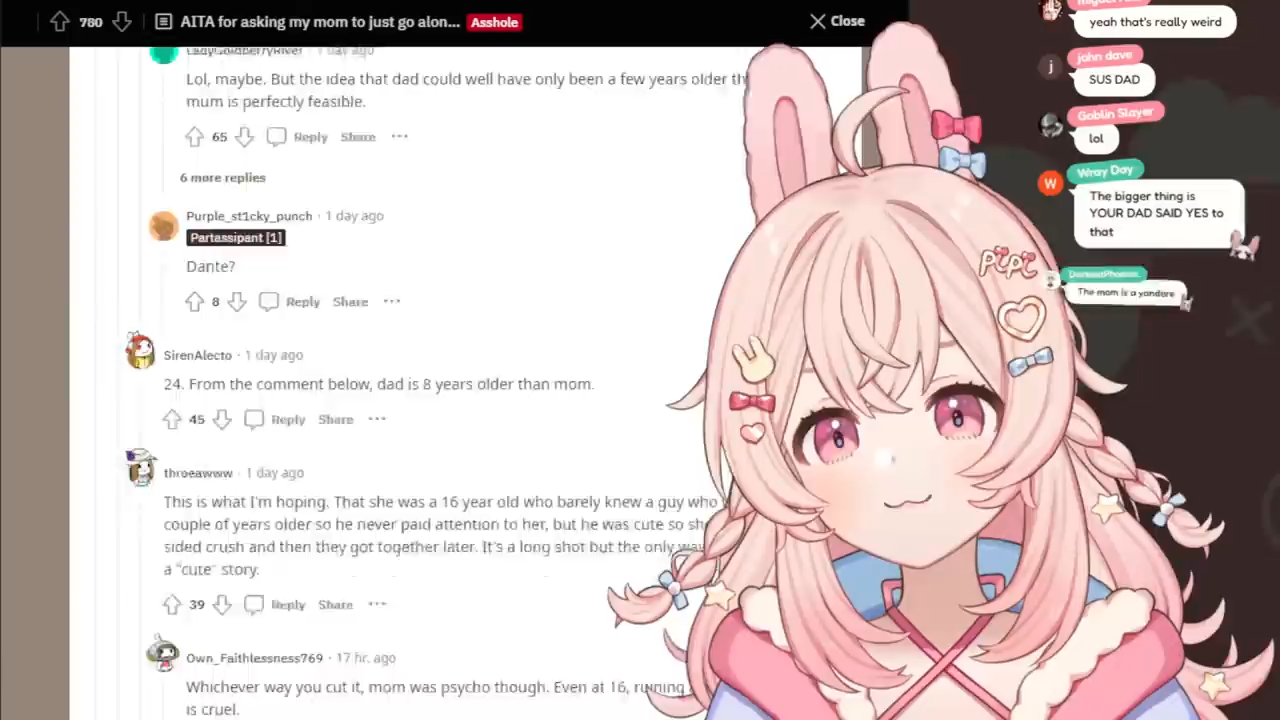 780
AITA for asking my mom to just go alon... Asshole
Close
LadyGoldberryRiver · 1 day ago
Lol, maybe. But the idea that dad could well have only been a few years older
mum is perfectly feasible.
65 Reply Share ...
6 more replies
Purple_st1cky_punch · 1 day ago
Partassipant [1]
Dante?
8 Reply Share ...
SirenAlecto · 1 day ago
24. From the comment below, dad is 8 years older than mom.
45 Reply Share ...
throeawww · 1 day ago
This is what I'm hoping. That she was a 16 year old who barely knew a guy who
couple of years older so he never paid attention to her, but he was cute so
sided crush and then they got together later. It's a long shot but the only
a "cute" story.
39 Reply Share ...
Own_Faithlessness769 · 17 hr. ago
Whichever way you cut it, mom was psycho though. Even at 16, ruining
is cruel.
pipi
yeah that's really weird
j
john dave
SUS DAD
Goblin Slayer
lol
W
Wray Day
The bigger thing is
YOUR DAD SAID YES to
that
The mom is a yandere